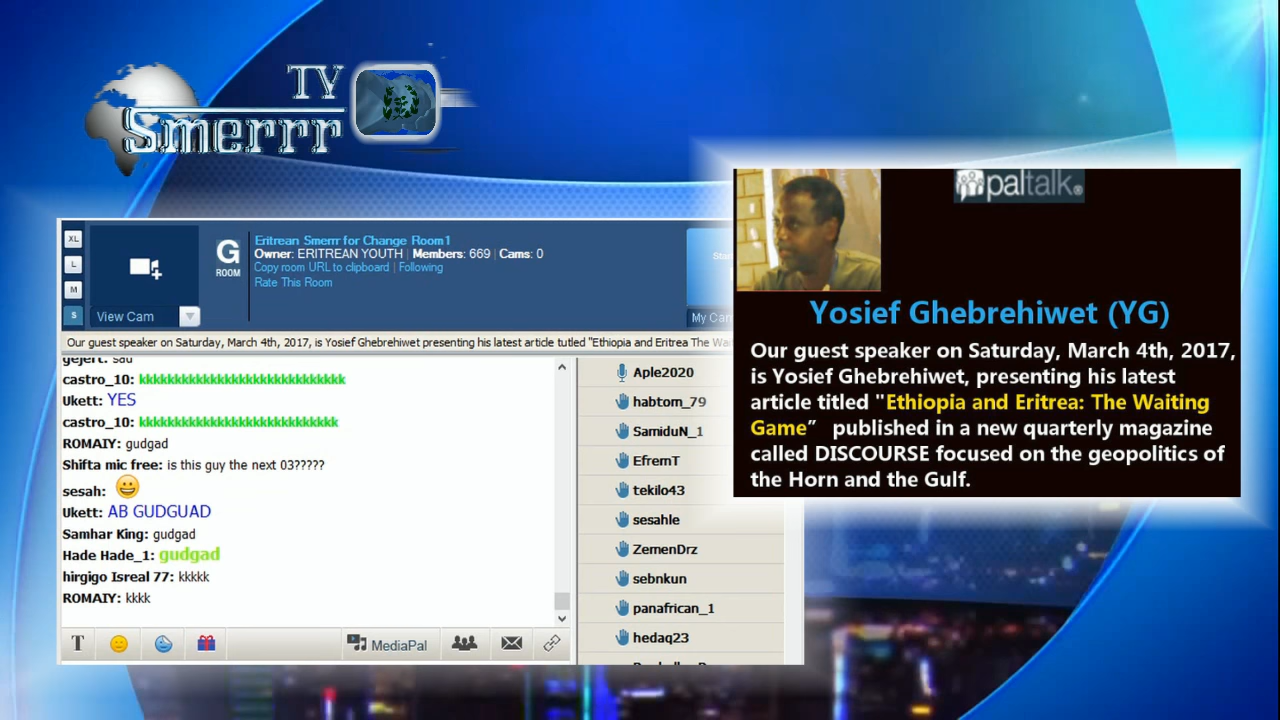 TV
Smerrr
XL
L
M
S
View Cam
G
ROOM
Eritrean Smerrr for Change Room1
Owner: ERITREAN YOUTH | Members: 669 | Cams: 0
Copy room URL to clipboard | Following
Rate This Room
Star
My Cam
Our guest speaker on Saturday, March 4th, 2017, is Yosief Ghebrehiwet presenting his latest article tutled "Ethiopia and Eritrea The Wai
gejert: sau
castro_10: kkkkkkkkkkkkkkkkkkkkkkkkkkkkk
Ukett: YES
castro_10: kkkkkkkkkkkkkkkkkkkkkkkkkkkk
ROMAIY: gudgad
Shifta mic free: is this guy the next 03?????
sesah: 😀
Ukett: AB GUDGUAD
Samhar King: gudgad
Hade Hade_1: gudgad
hirgigo Isreal 77: kkkkk
ROMAIY: kkkk
T
MediaPal
Aple2020
habtom_79
SamiduN_1
EfremT
tekilo43
sesahle
ZemenDrz
sebnkun
panafrican_1
hedaq23
paltalk®
Yosief Ghebrehiwet (YG)
Our guest speaker on Saturday, March 4th, 2017,
is Yosief Ghebrehiwet, presenting his latest
article titled "Ethiopia and Eritrea: The Waiting
Game” published in a new quarterly magazine
called DISCOURSE focused on the geopolitics of
the Horn and the Gulf.